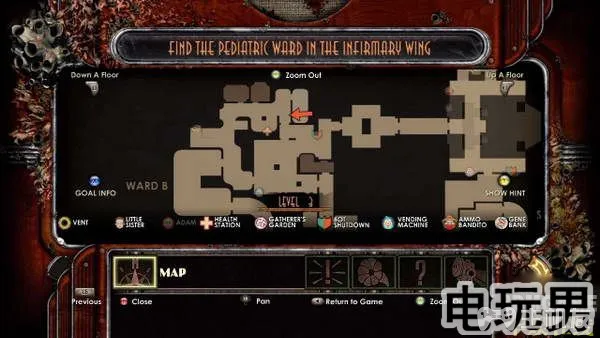 FIND THE PEDIATRIC WARD IN THE INFIRMARY WING
Down A Floor
Zoom Out
Up A Floor
GOAL INFO
WARD B
SHOW HINT
LEVEL 3
VENT
LITTLE SISTER
ADAM
HEALTH STATION
GATHERER'S GARDEN
BOT SHUTDOWN
VENDING MACHINE
AMMO BANDITO
GENE BANK
MAP
!
?
Previous
Close
Pan
Return to Game
Zoom
电玩男